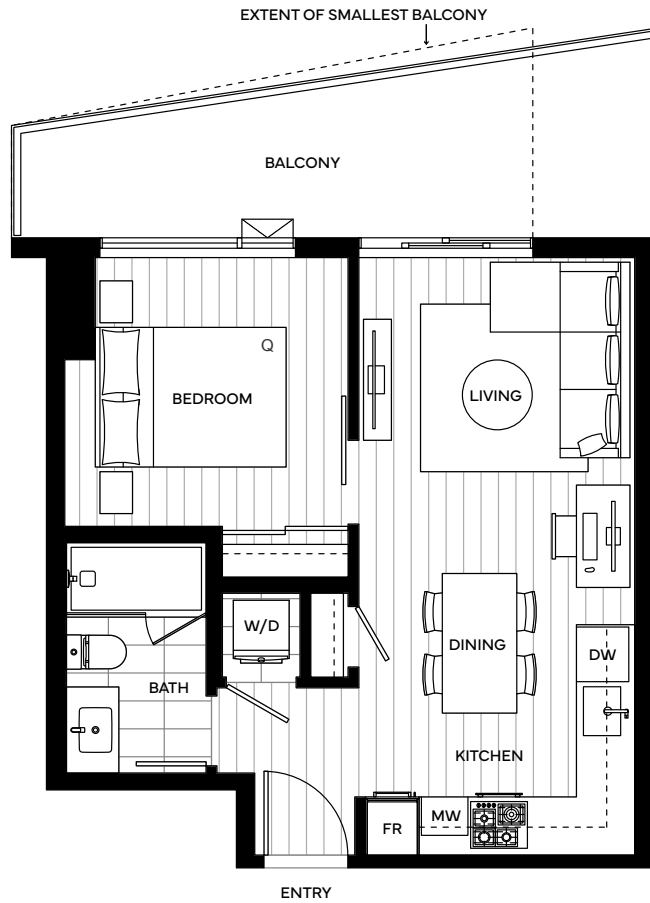 EXTENT OF SMALLEST BALCONY
BALCONY
Q
BEDROOM
LIVING
W/D
DINING
DW
BATH
KITCHEN
MW
FR
ENTRY